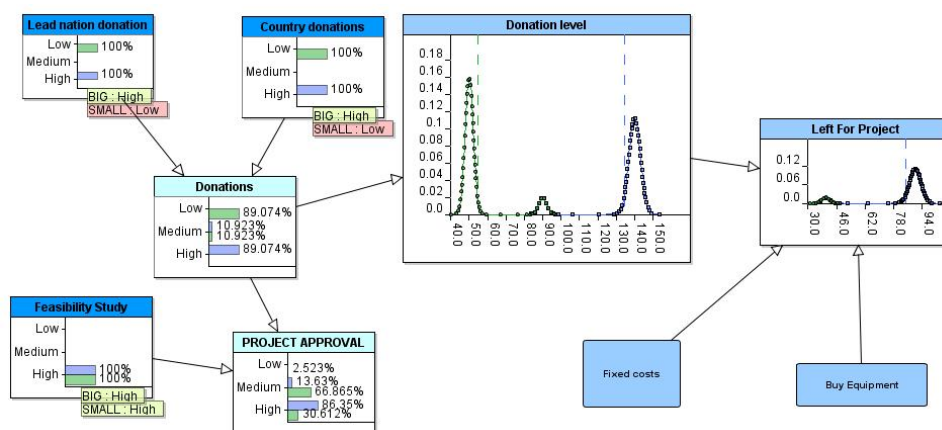 Lead nation donation
Low
100%
Medium
High
100%
BIG : High
SMALL : Low
Country donations
Low
100%
Medium
High
100%
BIG : High
SMALL : Low
Donation level
0.18
0.16
0.14
0.12
0.1
0.08
0.06
0.04
0.02
0.0
40.0
50.0
60.0
70.0
80.0
90.0
100.0
110.0
120.0
130.0
140.0
150.0
Left For Project
0.12
0.06
0.0
30.0
45.0
62.0
78.0
94.0
Donations
Low
89.074%
10.923%
Medium
10.923%
High
89.074%
Feasibility Study
Low
Medium
High
100%
100%
BIG : High
SMALL : High
PROJECT APPROVAL
Low
2.523%
13.63%
Medium
66.865%
High
86.35%
30.612%
Fixed costs
Buy Equipment